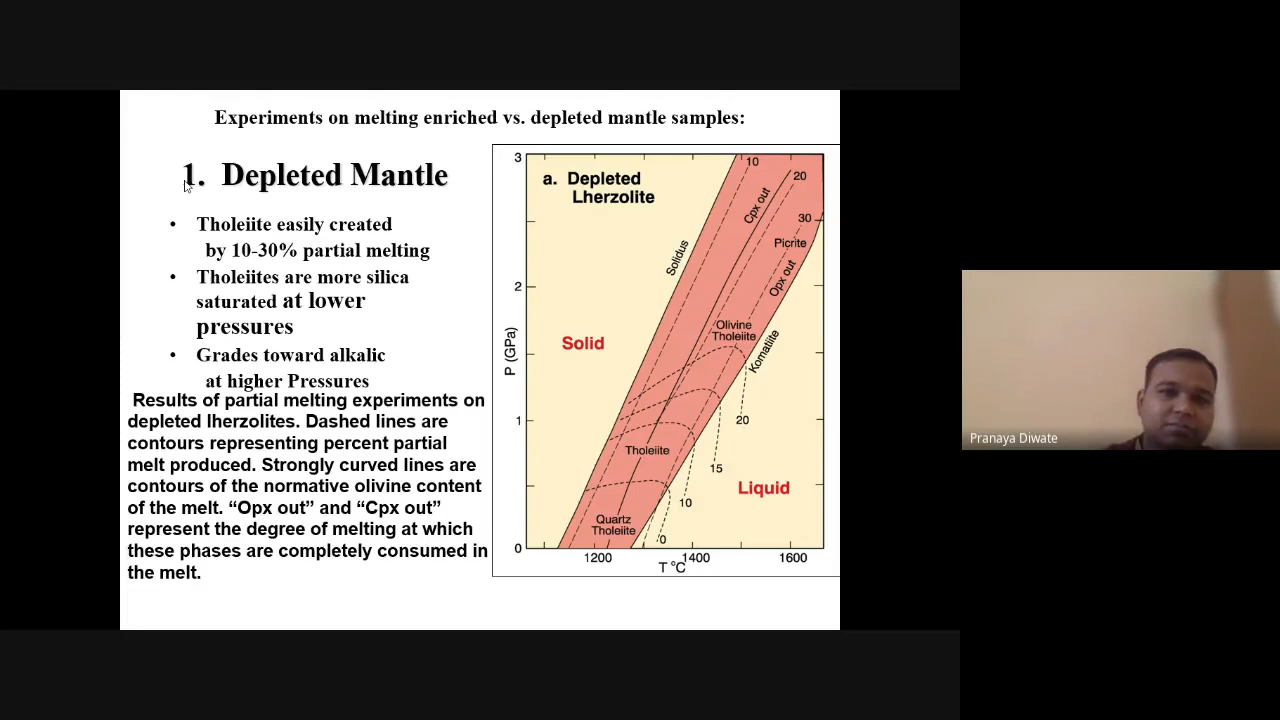 Experiments on melting enriched vs. depleted mantle samples:
1. Depleted Mantle
• Tholeiite easily created
by 10-30% partial melting
• Tholeiites are more silica
saturated at lower
pressures
• Grades toward alkalic
at higher Pressures
Results of partial melting experiments on
depleted lherzolites. Dashed lines are
contours representing percent partial
melt produced. Strongly curved lines are
contours of the normative olivine content
of the melt. “Opx out” and “Cpx out”
represent the degree of melting at which
these phases are completely consumed in
the melt.
a. Depleted
Lherzolite
3
2
1
0
P (GPa)
Solidus
10
Cpx out
20
30
Picrite
Opx out
Solid
Olivine
Tholeiite
Komatiite
20
Tholeiite
15
Liquid
10
Quartz
Tholeiite
0
1200
1400
1600
T °C
Pranaya Diwate